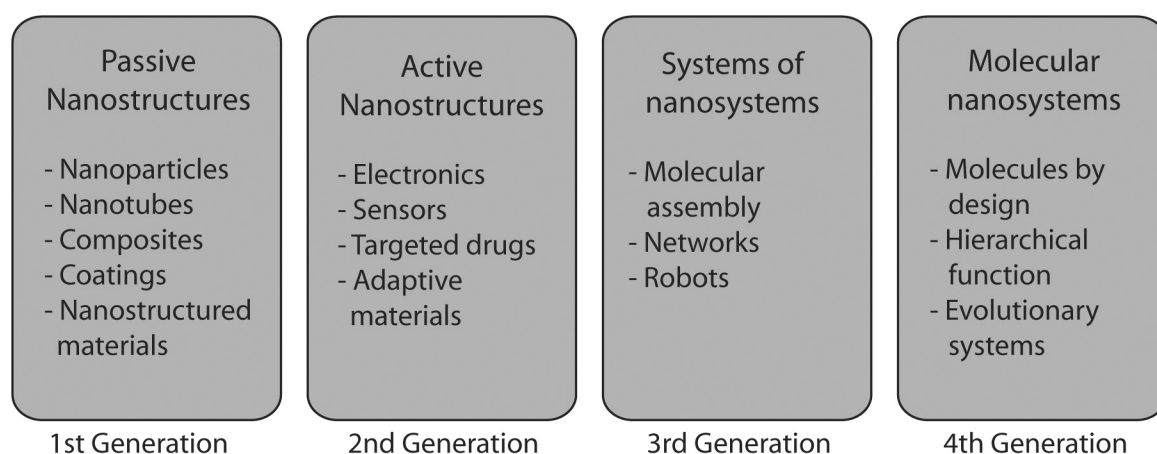 Passive
Nanostructures
- Nanoparticles
- Nanotubes
- Composites
- Coatings
- Nanostructured
materials
1st Generation
Active
Nanostructures
- Electronics
- Sensors
- Targeted drugs
- Adaptive
materials
2nd Generation
Systems of
nanosystems
- Molecular
assembly
- Networks
- Robots
3rd Generation
Molecular
nanosystems
- Molecules by
design
- Hierarchical
function
- Evolutionary
systems
4th Generation